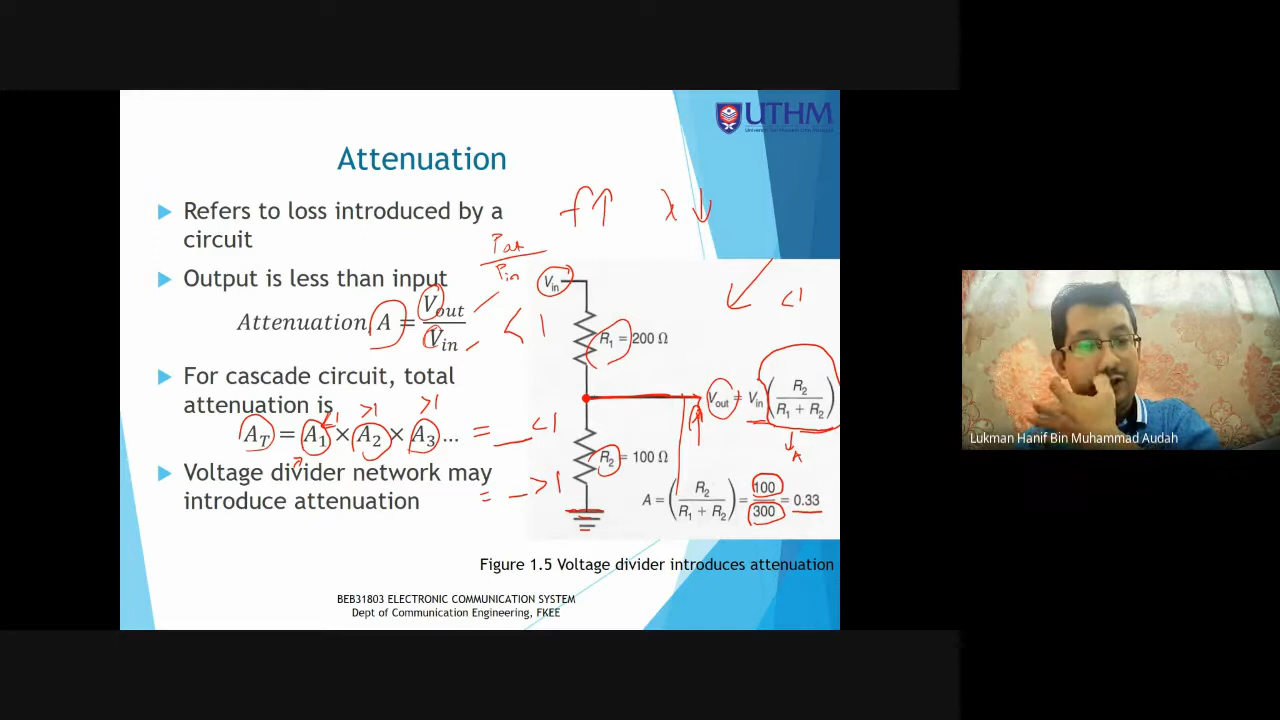 UTHM
Attenuation
Refers to loss introduced by a
circuit
Output is less than input
Attenuation A = Vout / Vin
For cascade circuit, total
attenuation is
AT = A1 × A2 × A3 ...
Voltage divider network may
introduce attenuation
f↑ λ↓
Pout / Pin
< 1
<1
<1 >1 >1
= __ <1
= __ >1
Vin
R1 = 200 Ω
Vout = Vin (R2 / R1 + R2)
A
R2 = 100 Ω
A = (R2 / R1 + R2) = 100 / 300 = 0.33
Figure 1.5 Voltage divider introduces attenuation
BEB31803 ELECTRONIC COMMUNICATION SYSTEM
Dept of Communication Engineering, FKEE
Lukman Hanif Bin Muhammad Audah